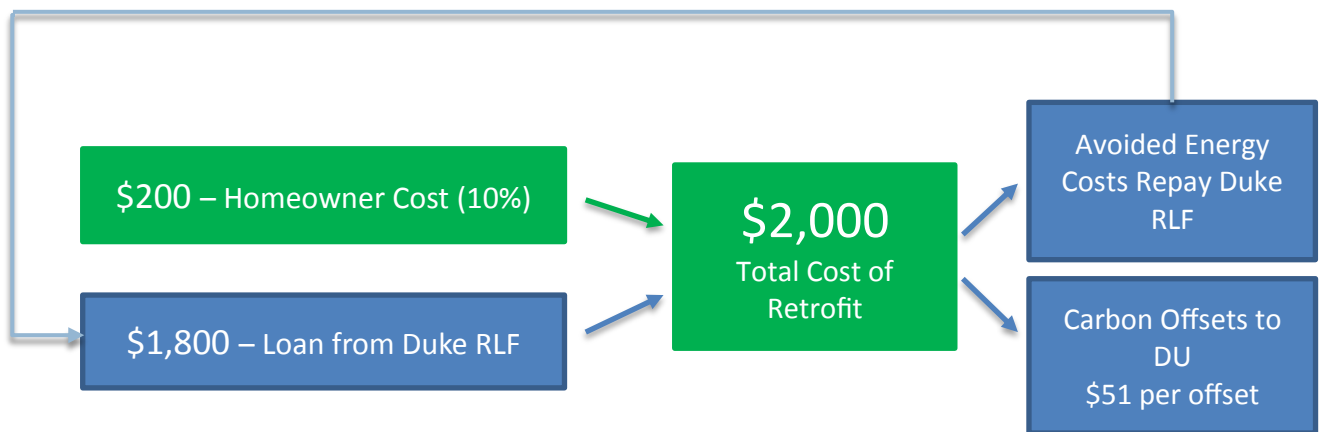 $200 – Homeowner Cost (10%)
$1,800 – Loan from Duke RLF
$2,000
Total Cost of
Retrofit
Avoided Energy
Costs Repay Duke
RLF
Carbon Offsets to
DU
$51 per offset